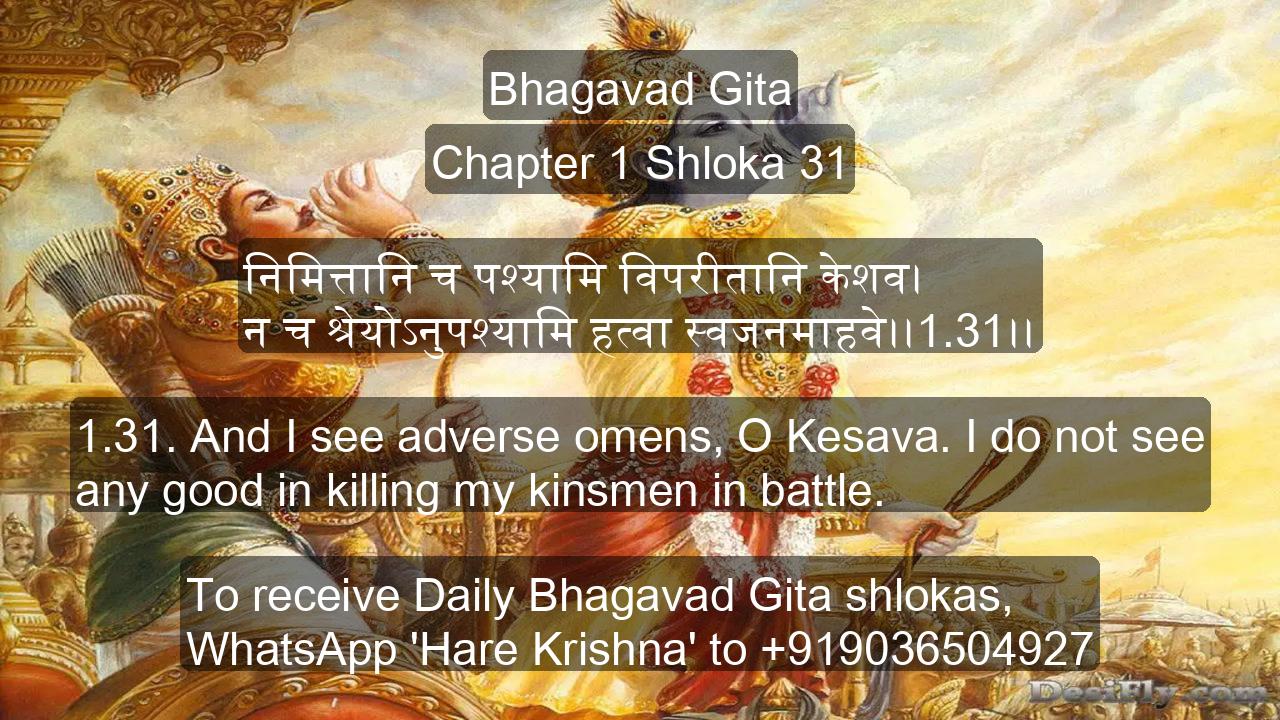 Bhagavad Gita
Chapter 1 Shloka 31
निमित्तानि च पश्यामि विपरीतानि केशव।
न च श्रेयोऽनुपश्यामि हत्वा स्वजनमाहवे।।1.31।।
1.31. And I see adverse omens, O Kesava. I do not see
any good in killing my kinsmen in battle.
To receive Daily Bhagavad Gita shlokas,
WhatsApp 'Hare Krishna' to +919036504927
DesiFly.com